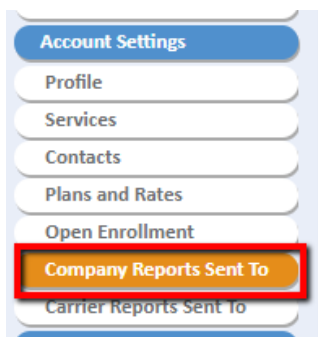 Account Settings
Profile
Services
Contacts
Plans and Rates
Open Enrollment
Company Reports Sent To
Carrier Reports Sent To